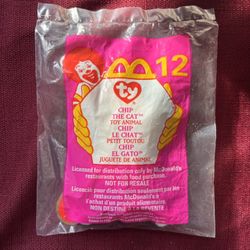 12
ty
CHIP
THE CAT
TOY ANIMAL
CHIP
LE CHAT
PETIT TOUTOU
CHIP
EL GATO
JUGUETE DE ANIMAL
Licensed for distribution only by McDonald's
restaurants with food purchase.
NOT FOR RESALE
Licencié pour distribution seulement par les
restaurants McDonald's à
l'achat d'un produit alimentaire.
NON DESTINÉ À LA REVENTE